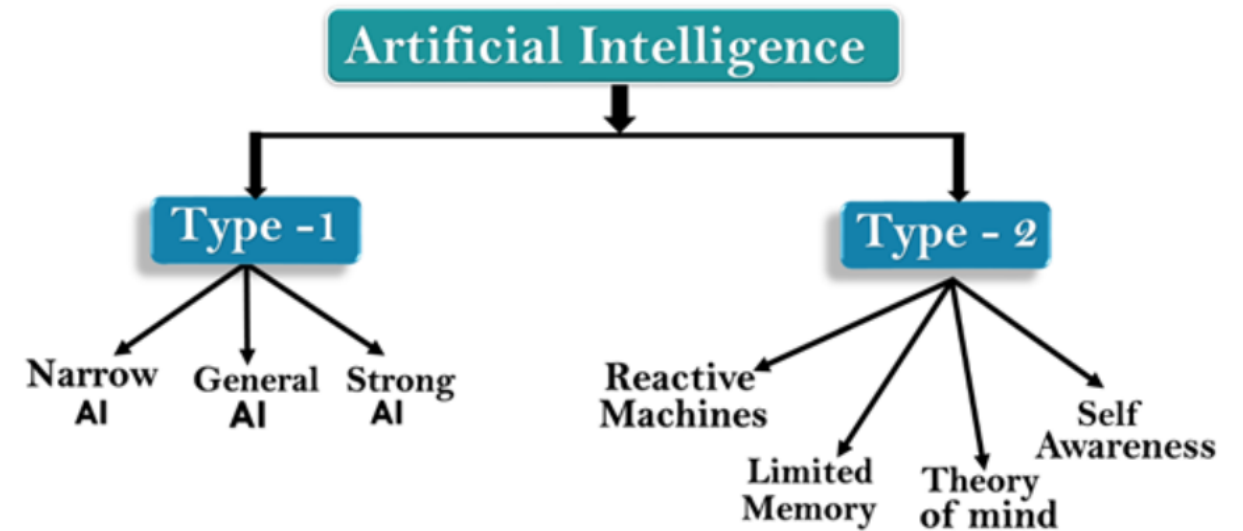 Artificial Intelligence
Type -1
Type - 2
Narrow
AI
General
AI
Strong
AI
Reactive
Machines
Limited
Memory
Theory
of mind
Self
Awareness